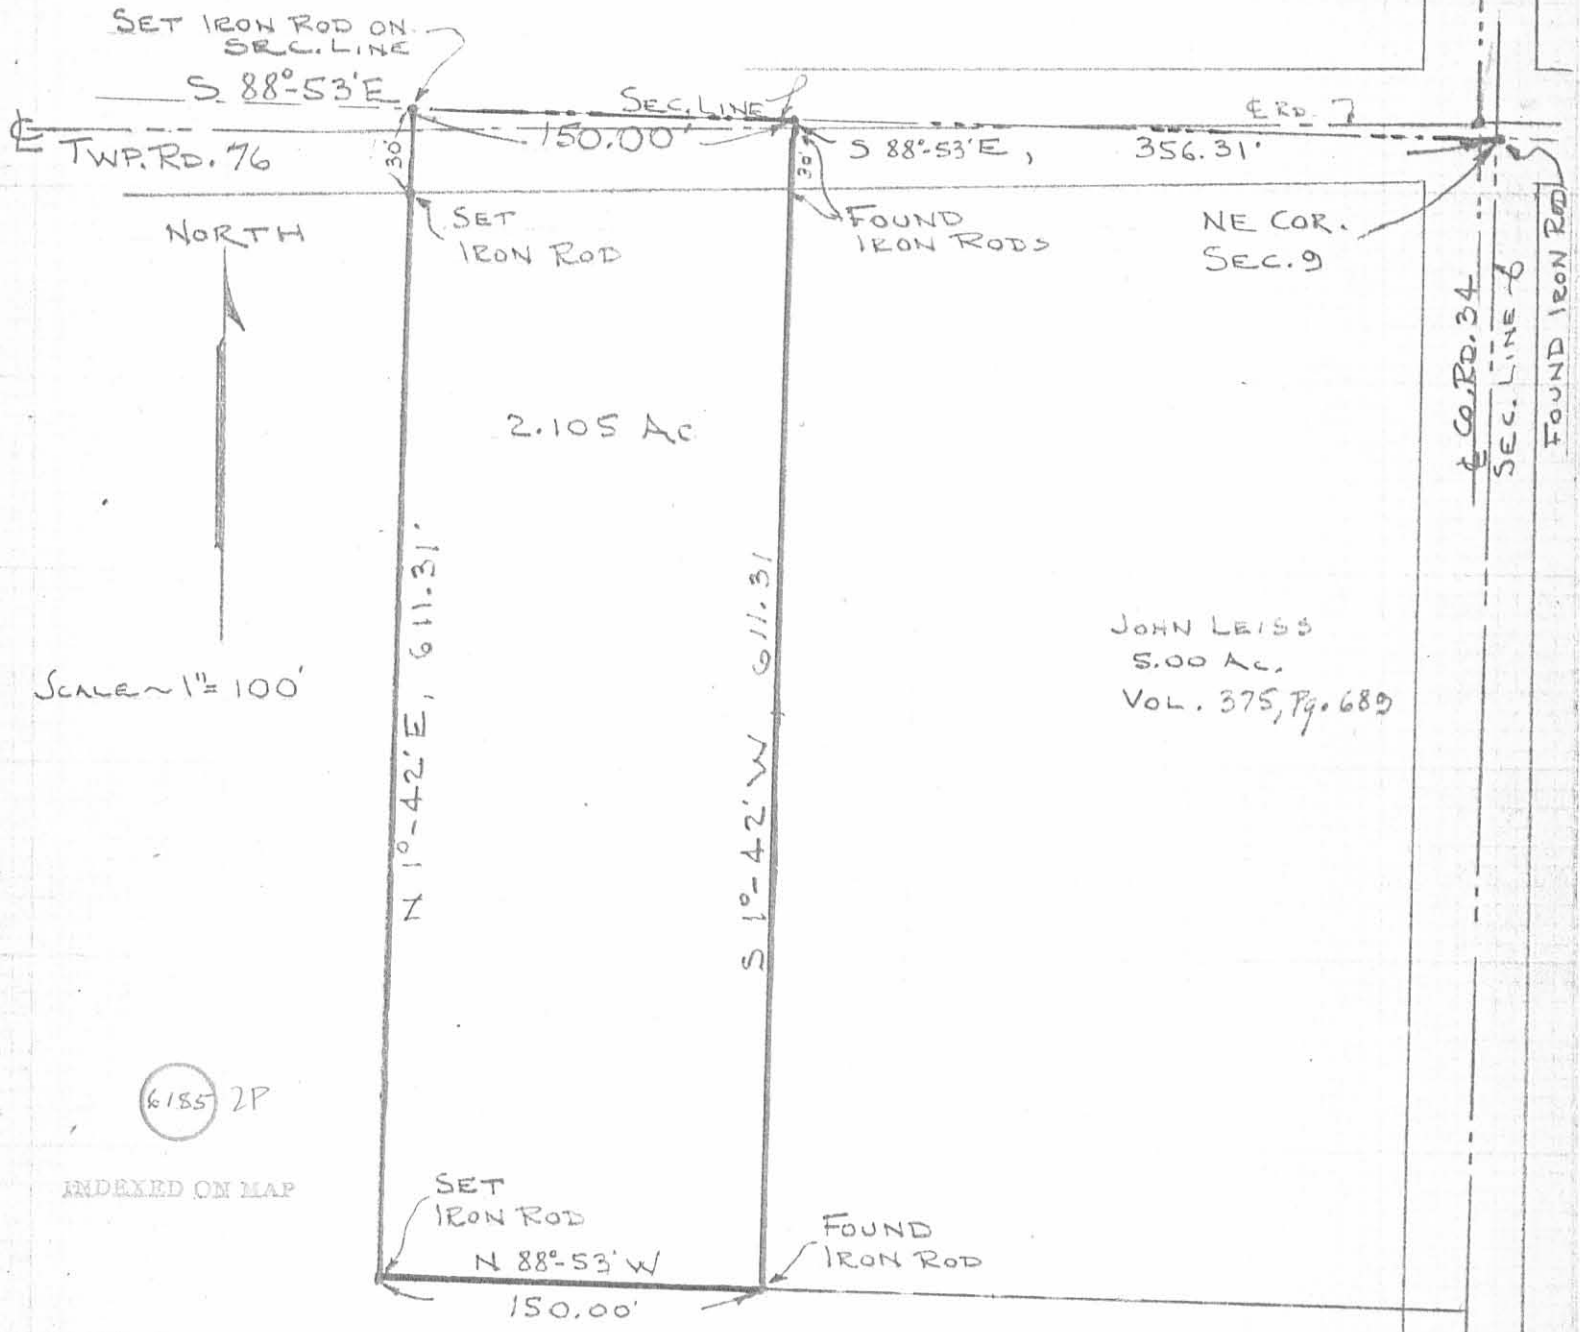 SET IRON ROD ON
SEC. LINE
S 88°-53'E
SEC. LINE
℄ RD. 7
℄
TWP. RD. 76
30'
150.00'
30'
S 88°-53'E, 356.31'
NORTH
SET
IRON ROD
FOUND
IRON RODS
NE COR.
SEC. 9
℄ CO. RD. 34
SEC. LINE
FOUND IRON ROD
2.105 Ac
N 1°-42'E, 611.31'
S 1°-42'W 611.31
JOHN LEISS
5.00 Ac.
VOL. 375, Pg. 689
SCALE ~ 1"= 100'
6185 2P
INDEXED ON MAP
SET
IRON ROD
N 88°-53'W
150.00'
FOUND
IRON ROD